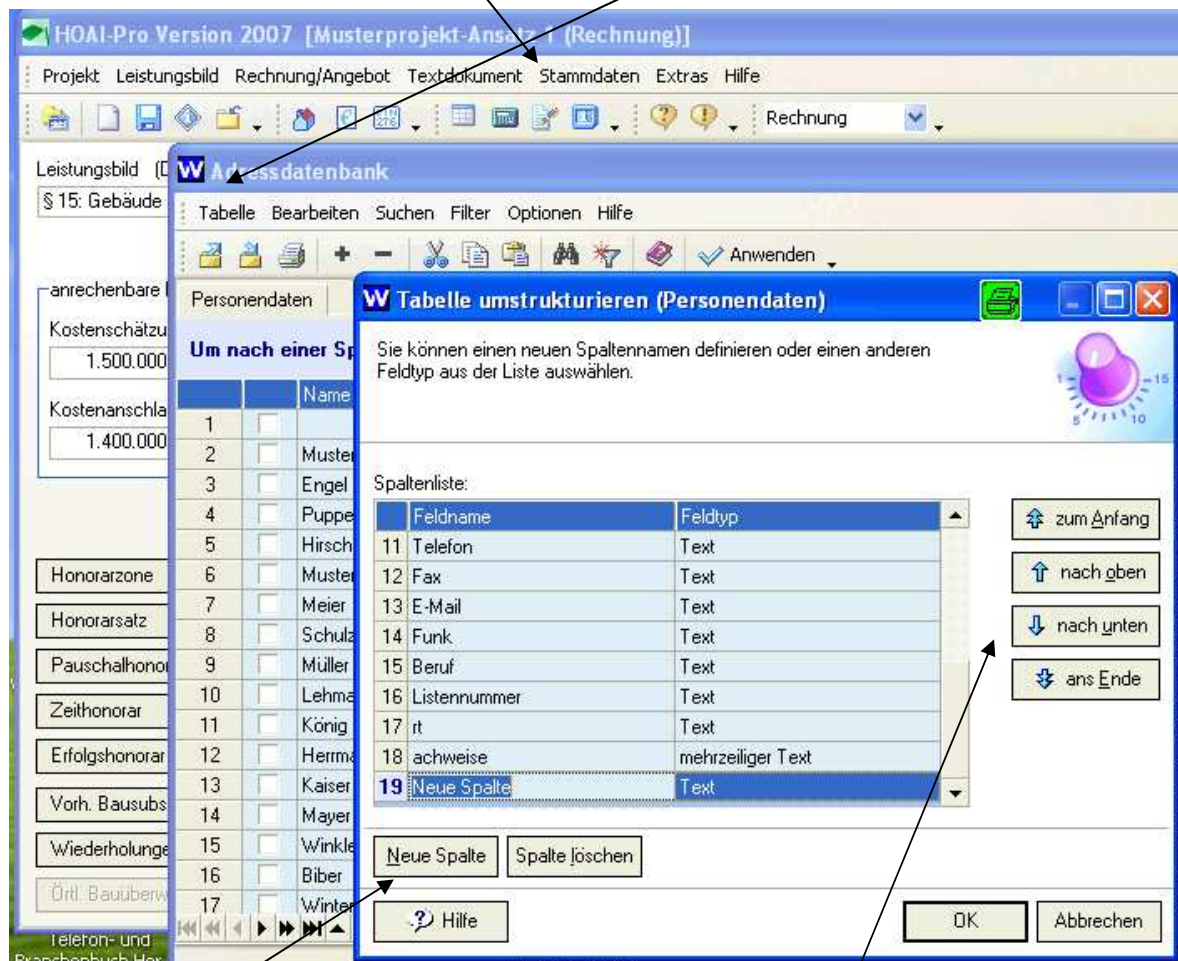 HOAI-Pro Version 2007 [Musterprojekt-Ansatz 1 (Rechnung)]
Projekt Leistungsbild Rechnung/Angebot Textdokument Stammdaten Extras Hilfe
Rechnung
Leistungsbild
§ 15: Gebäude
anrechenbare
Kostenschätzu
1.500.000
Kostenanschla
1.400.000
Honorarzone
Honorarsatz
Pauschalhonor
Zeithonorar
Erfolgshonorar
Vorh. Bausubs
Wiederholunge
Örtl. Bauüberw
Telefon- und
W Adressdatenbank
Tabelle Bearbeiten Suchen Filter Optionen Hilfe
Anwenden
Personendaten
Um nach einer Sp
Name
1
2 Muster
3 Engel
4 Puppe
5 Hirsch
6 Muster
7 Meier
8 Schulz
9 Müller
10 Lehma
11 König
12 Herrma
13 Kaiser
14 Mayer
15 Winkle
16 Biber
17 Winter
W Tabelle umstrukturieren (Personendaten)
Sie können einen neuen Spaltennamen definieren oder einen anderen
Feldtyp aus der Liste auswählen.
1 5 10 15
Spaltenliste:
Feldname Feldtyp
11 Telefon Text
12 Fax Text
13 E-Mail Text
14 Funk Text
15 Beruf Text
16 Listennummer Text
17 rt Text
18 achweise mehrzeiliger Text
19 Neue Spalte Text
zum Anfang
nach oben
nach unten
ans Ende
Neue Spalte Spalte löschen
Hilfe OK Abbrechen